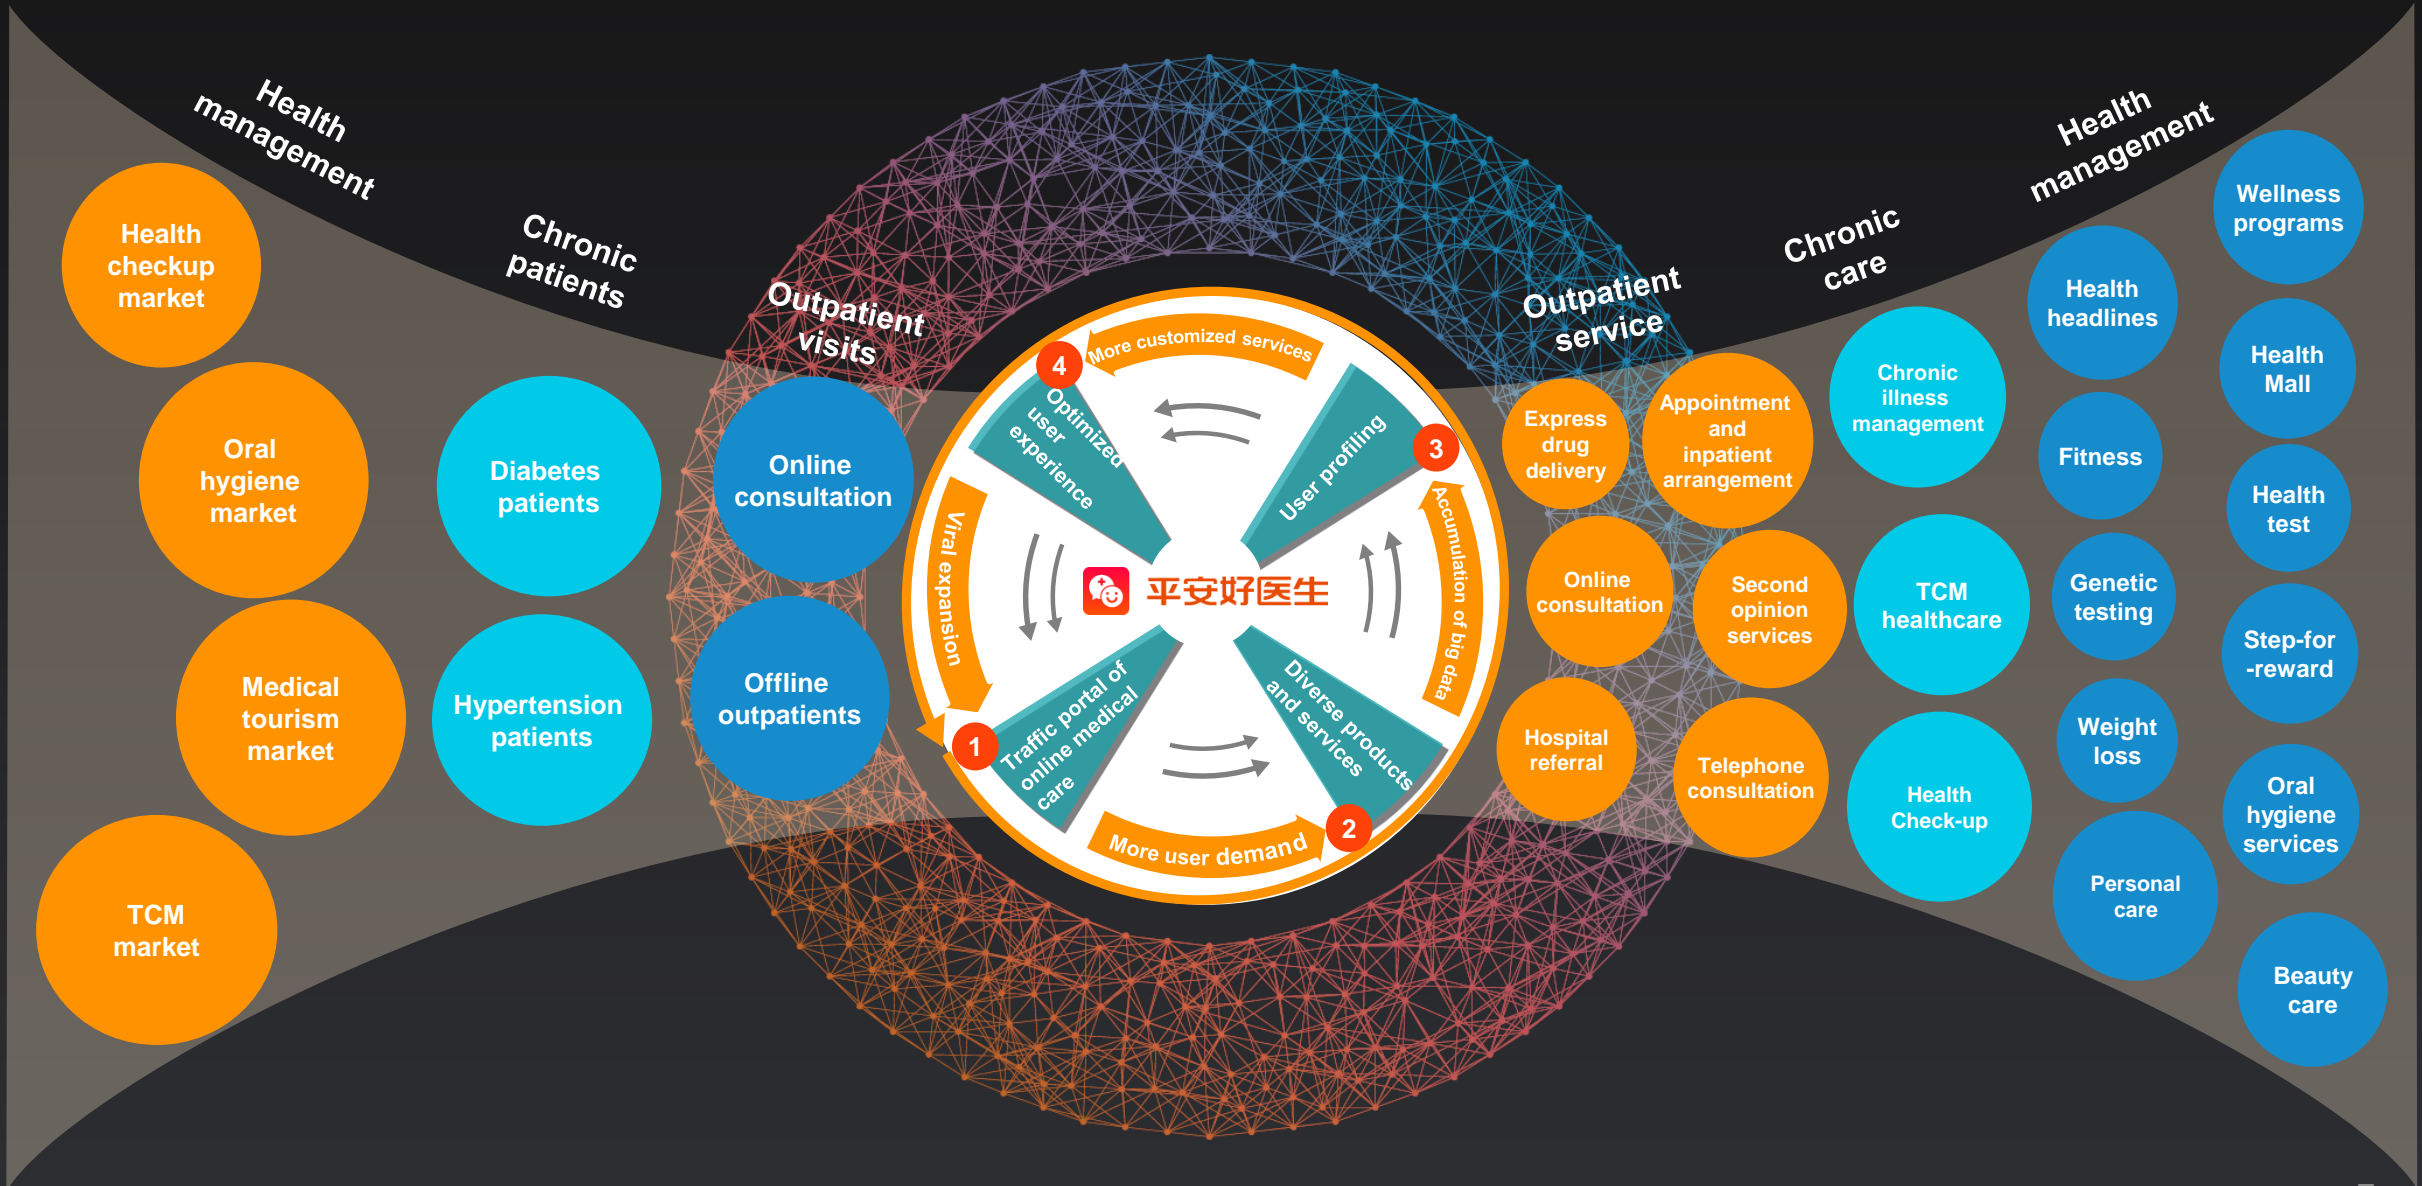 Health
management
Health
checkup
market
Oral
hygiene
market
Medical
tourism
market
TCM
market
Chronic
patients
Diabetes
patients
Hypertension
patients
Outpatient
visits
Online
consultation
Offline
outpatients
More customized services
4
Optimized
user
experience
User profiling
3
Viral expansion
平安好医生
Accumulation of big data
1
Traffic portal of
online medical
care
Diverse products
and services
2
More user demand
Outpatient
service
Express
drug
delivery
Appointment
and
inpatient
arrangement
Online
consultation
Second
opinion
services
Hospital
referral
Telephone
consultation
Chronic
care
Chronic
illness
management
TCM
healthcare
Health
Check-up
Health
management
Health
headlines
Fitness
Genetic
testing
Weight
loss
Personal
care
Wellness
programs
Health
Mall
Health
test
Step-for
-reward
Oral
hygiene
services
Beauty
care